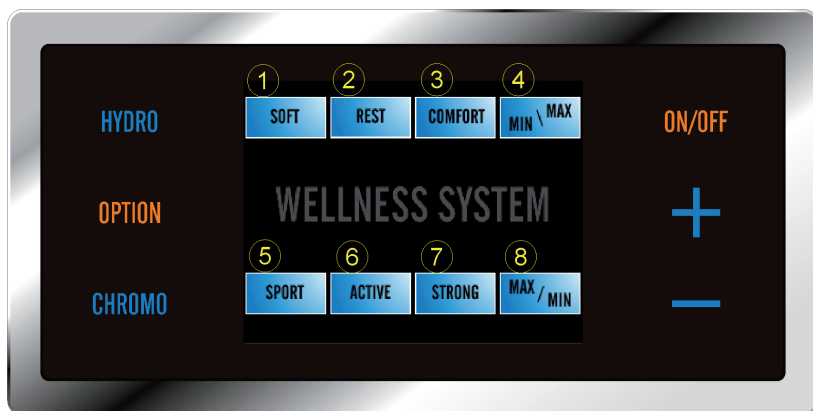 1 2 3 4
HYDRO SOFT REST COMFORT MIN \ MAX ON/OFF
OPTION WELLNESS SYSTEM +
5 6 7 8
CHROMO SPORT ACTIVE STRONG MAX / MIN −